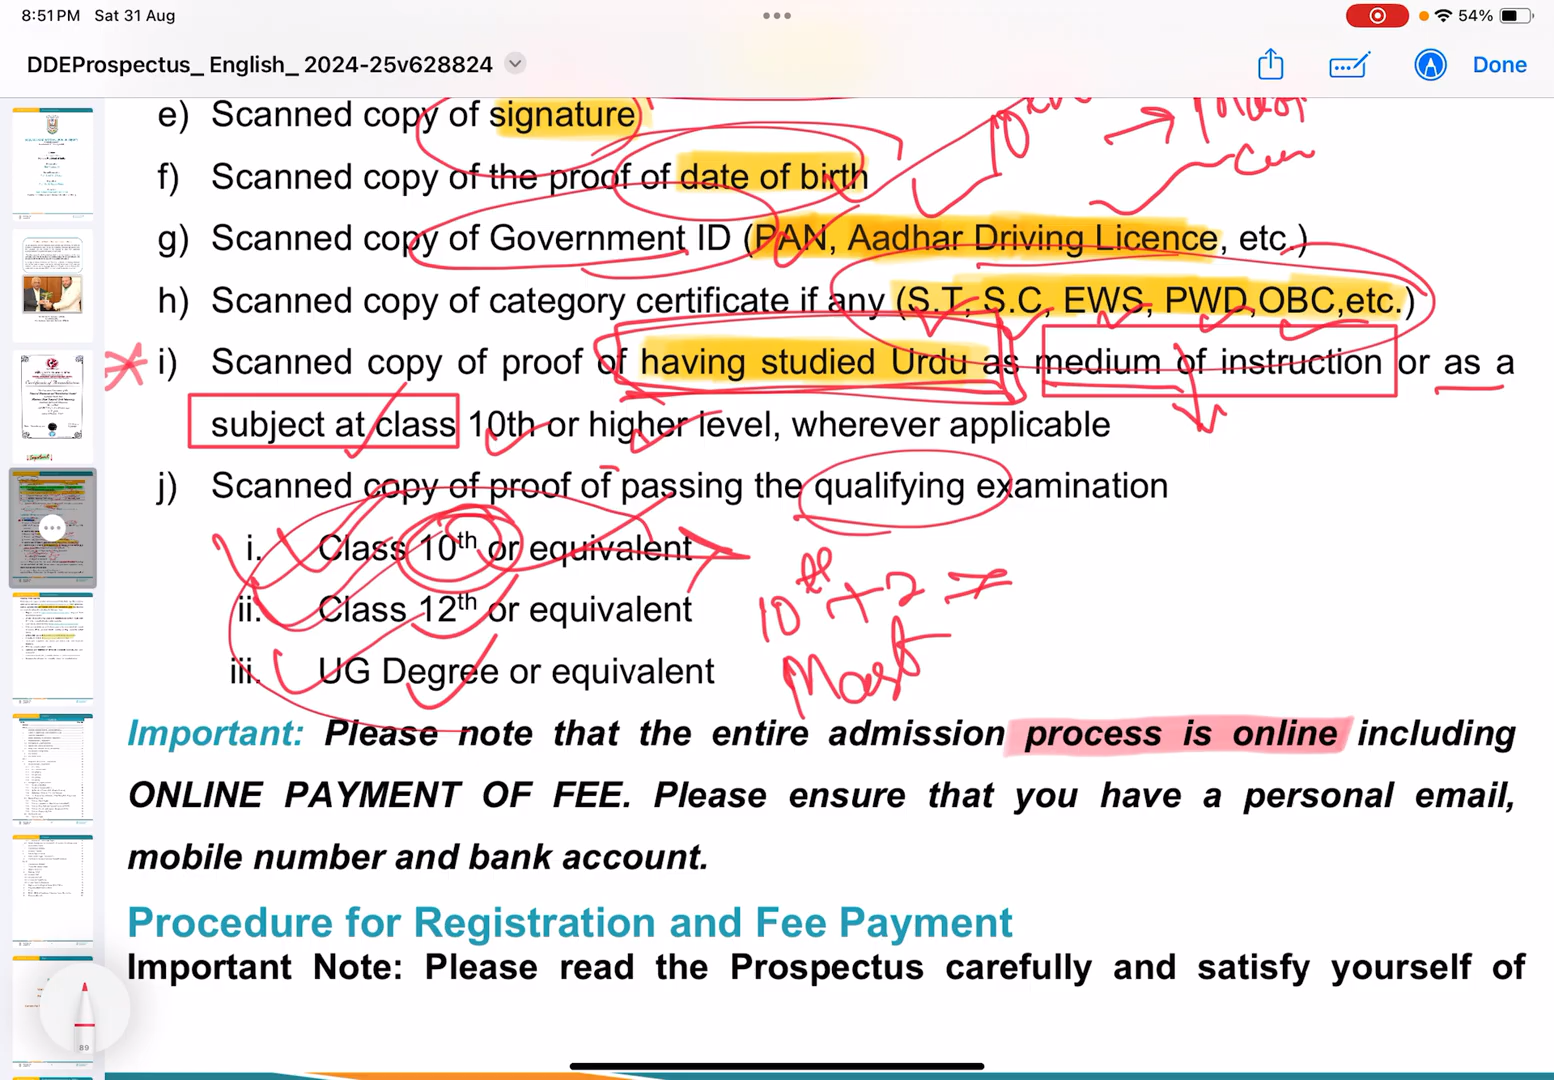 8:51 PM Sat 31 Aug
54%
DDEProspectus_ English_ 2024-25v628824
Done
e) Scanned copy of signature
f) Scanned copy of the proof of date of birth
g) Scanned copy of Government ID (PAN, Aadhar Driving Licence, etc.)
h) Scanned copy of category certificate if any (S.T, S.C, EWS, PWD,OBC,etc.)
i) Scanned copy of proof of having studied Urdu as medium of instruction or as a
subject at class 10th or higher level, wherever applicable
j) Scanned copy of proof of passing the qualifying examination
i. Class 10th or equivalent
ii. Class 12th or equivalent
10th + 2
iii. UG Degree or equivalent
Important: Please note that the entire admission process is online including
ONLINE PAYMENT OF FEE. Please ensure that you have a personal email,
mobile number and bank account.
Procedure for Registration and Fee Payment
Important Note: Please read the Prospectus carefully and satisfy yourself of
89